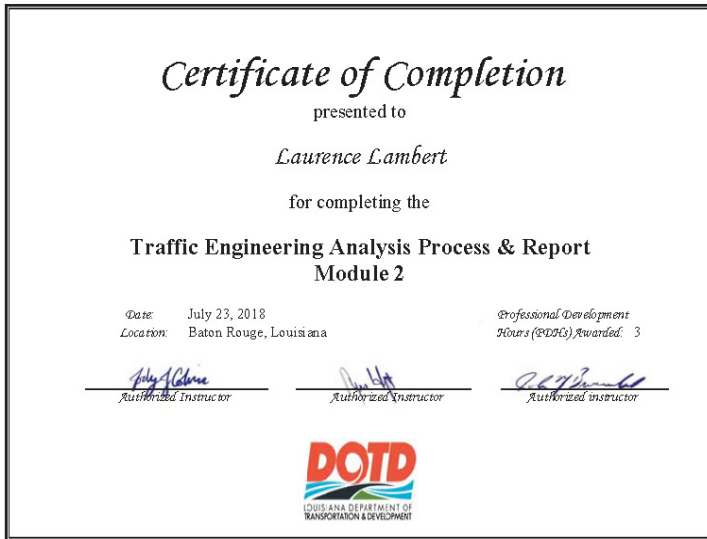 Certificate of Completion
presented to
Laurence Lambert
for completing the
Traffic Engineering Analysis Process & Report
Module 2
Date: July 23, 2018
Location: Baton Rouge, Louisiana
Professional Development
Hours (PDHs) Awarded: 3
Authorized Instructor
Authorized Instructor
Authorized instructor
DOTD
LOUISIANA DEPARTMENT OF
TRANSPORTATION & DEVELOPMENT